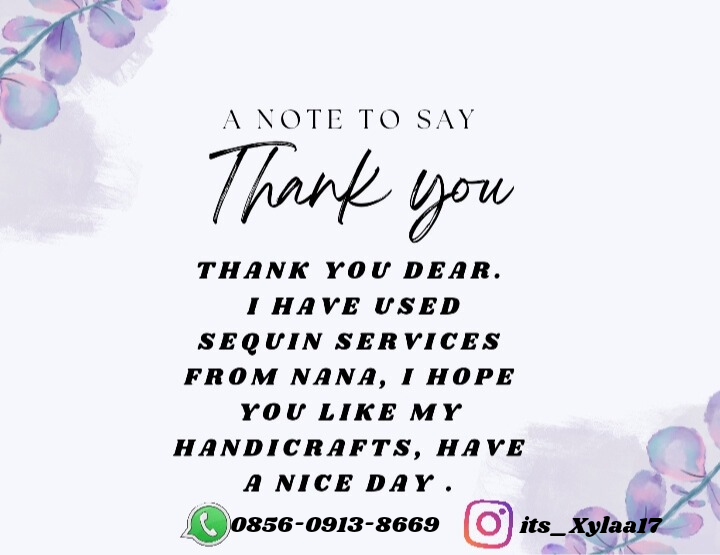 A NOTE TO SAY
Thank you
THANK YOU DEAR.
I HAVE USED
SEQUIN SERVICES
FROM NANA, I HOPE
YOU LIKE MY
HANDICRAFTS, HAVE
A NICE DAY .
0856-0913-8669 its_Xylaa17